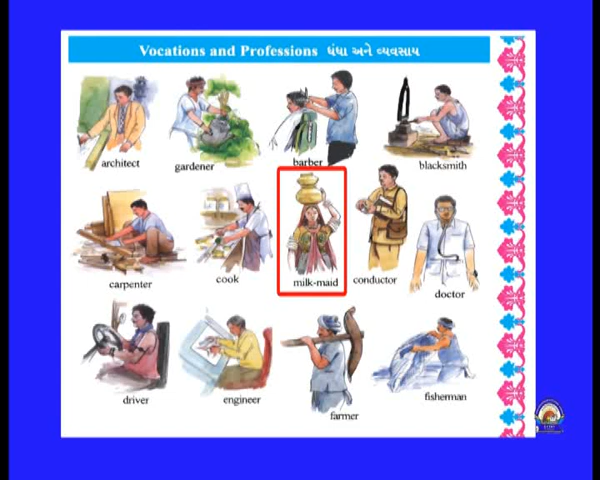 Vocations and Professions ધંધા અને વ્યવસાય
architect
gardener
barber
blacksmith
carpenter
cook
milk-maid
conductor
doctor
driver
engineer
farmer
fisherman